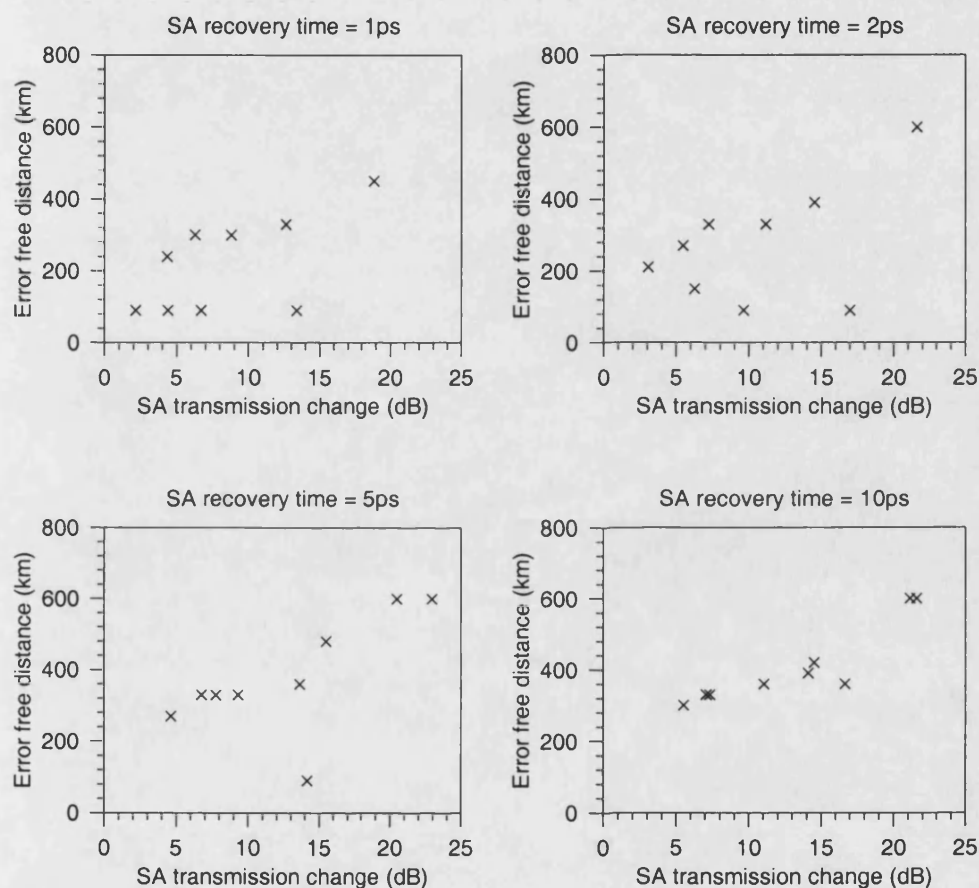 SA recovery time = 1ps
800
600
400
200
0
Error free distance (km)
0 5 10 15 20 25
SA transmission change (dB)
SA recovery time = 2ps
800
600
400
200
0
Error free distance (km)
0 5 10 15 20 25
SA transmission change (dB)
SA recovery time = 5ps
800
600
400
200
0
Error free distance (km)
0 5 10 15 20 25
SA transmission change (dB)
SA recovery time = 10ps
800
600
400
200
0
Error free distance (km)
0 5 10 15 20 25
SA transmission change (dB)